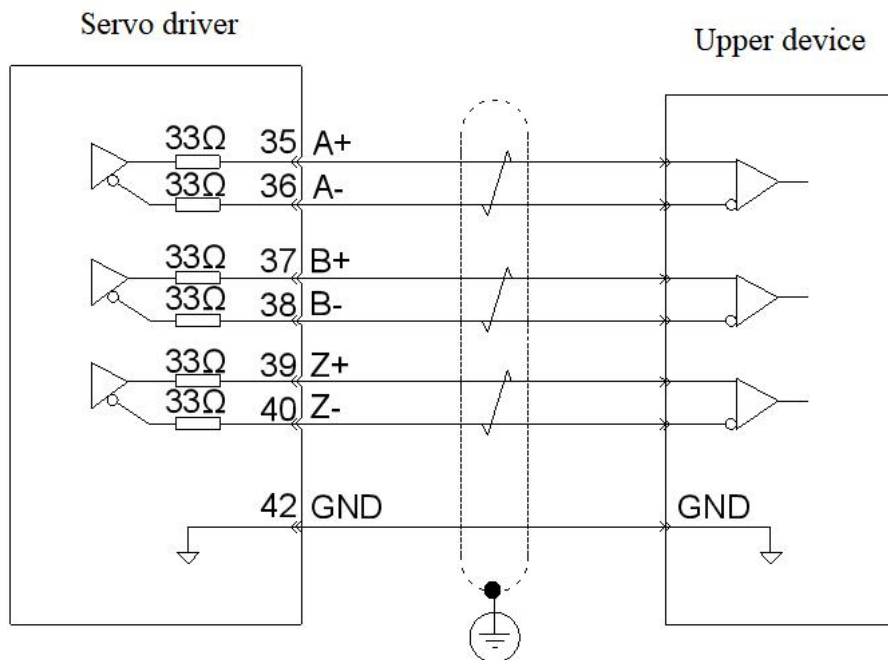 Servo driver
Upper device
33Ω 35 A+
33Ω 36 A-
33Ω 37 B+
33Ω 38 B-
33Ω 39 Z+
33Ω 40 Z-
42 GND GND